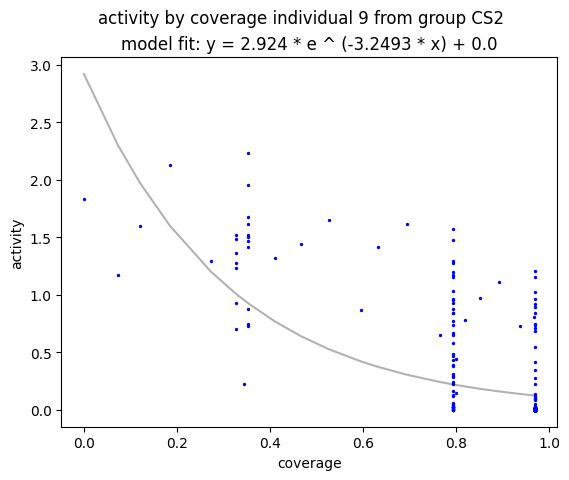 activity by coverage individual 9 from group CS2
model fit: y = 2.924 * e ^ (-3.2493 * x) + 0.0
3.0
2.5
2.0
1.5
1.0
0.5
0.0
activity
0.0 0.2 0.4 0.6 0.8 1.0
coverage